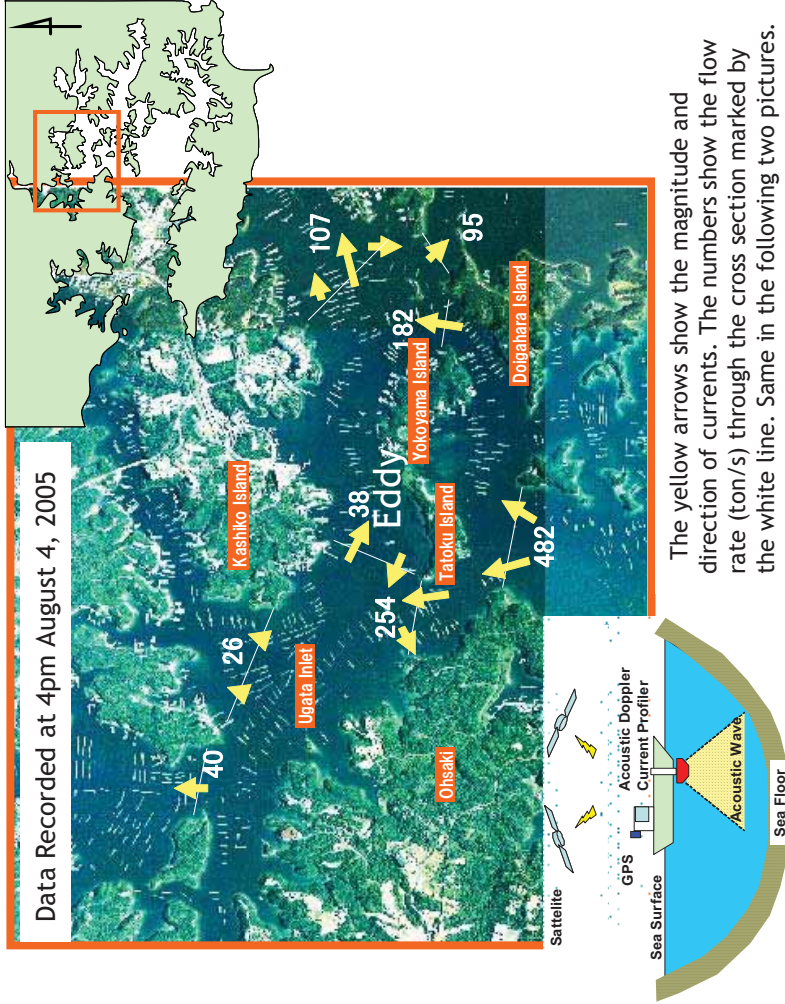 Data Recorded at 4pm August 4, 2005
40
26
Ugata Inlet
Kashiko Island
107
38
Eddy
254
Tatoku Island
Yokoyama Island
182
95
Ohsaki
482
Doigahara Island
Sattelite
GPS
Acoustic Doppler
Current Profiler
Sea Surface
Acoustic Wave
Sea Floor
The yellow arrows show the magnitude and
direction of currents. The numbers show the flow
rate (ton/s) through the cross section marked by
the white line. Same in the following two pictures.